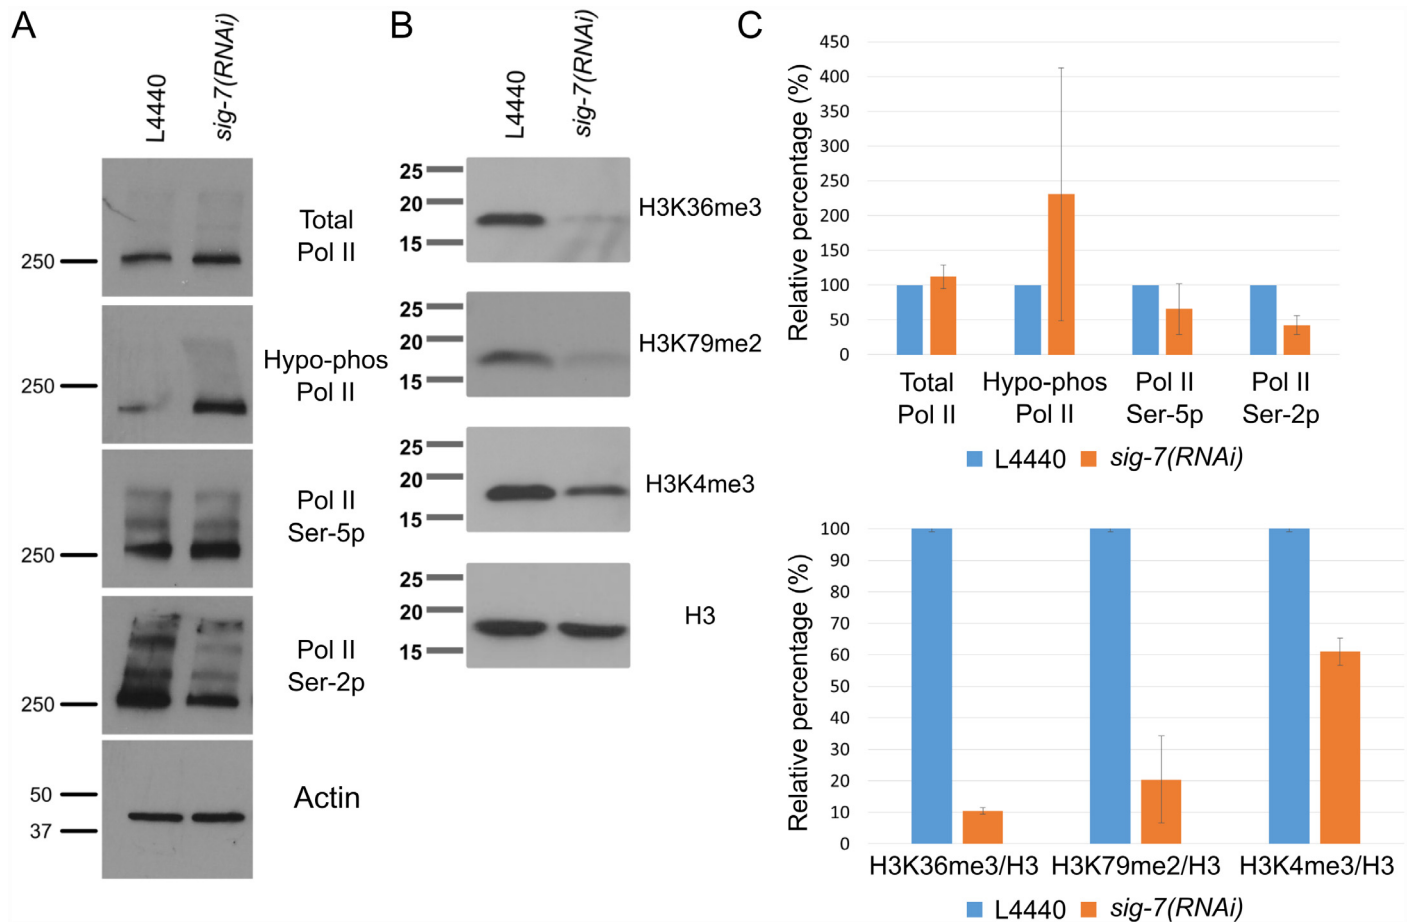 A
L4440
sig-7(RNAi)
250
Total
Pol II
250
Hypo-phos
Pol II
250
Pol II
Ser-5p
250
Pol II
Ser-2p
50
37
Actin
B
L4440
sig-7(RNAi)
25
20
15
H3K36me3
25
20
15
H3K79me2
25
20
15
H3K4me3
25
20
15
H3
C
Relative percentage (%)
450
400
350
300
250
200
150
100
50
0
Total
Pol II
Hypo-phos
Pol II
Pol II
Ser-5p
Pol II
Ser-2p
L4440 sig-7(RNAi)
Relative percentage (%)
100
90
80
70
60
50
40
30
20
10
0
H3K36me3/H3 H3K79me2/H3 H3K4me3/H3
L4440 sig-7(RNAi)